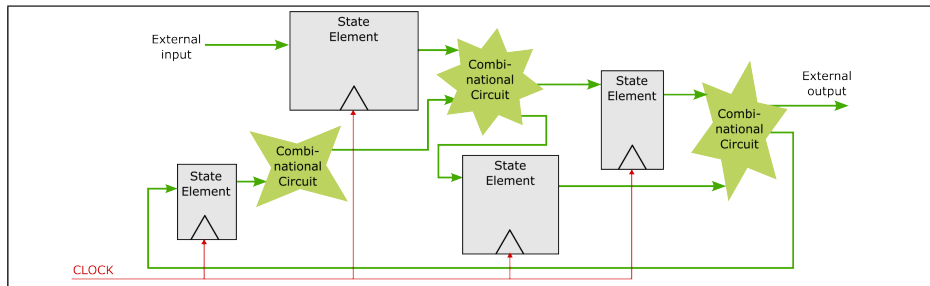 State
Element
External
input
Combi-
national
Circuit
State
Element
Combi-
national
Circuit
External
output
Combi-
national
Circuit
State
Element
State
Element
CLOCK